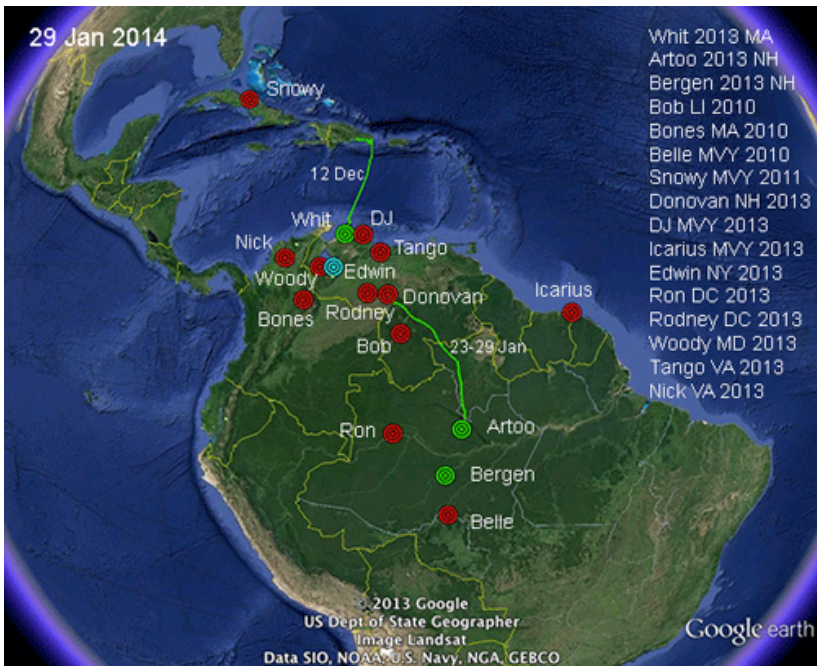 29 Jan 2014
Whit 2013 MA
Artoo 2013 NH
Bergen 2013 NH
Bob LI 2010
Bones MA 2010
Belle MVY 2010
Snowy MVY 2011
Donovan NH 2013
DJ MVY 2013
Icarius MVY 2013
Edwin NY 2013
Ron DC 2013
Rodney DC 2013
Woody MD 2013
Tango VA 2013
Nick VA 2013
Snowy
12 Dec
Whit
DJ
Nick
Tango
Woody
Edwin
Bones
Rodney
Donovan
Icarius
Bob
23-29 Jan
Ron
Artoo
Bergen
Belle
© 2013 Google
US Dept of State Geographer
Image Landsat
Data SIO, NOAA, U.S. Navy, NGA, GEBCO
Google earth